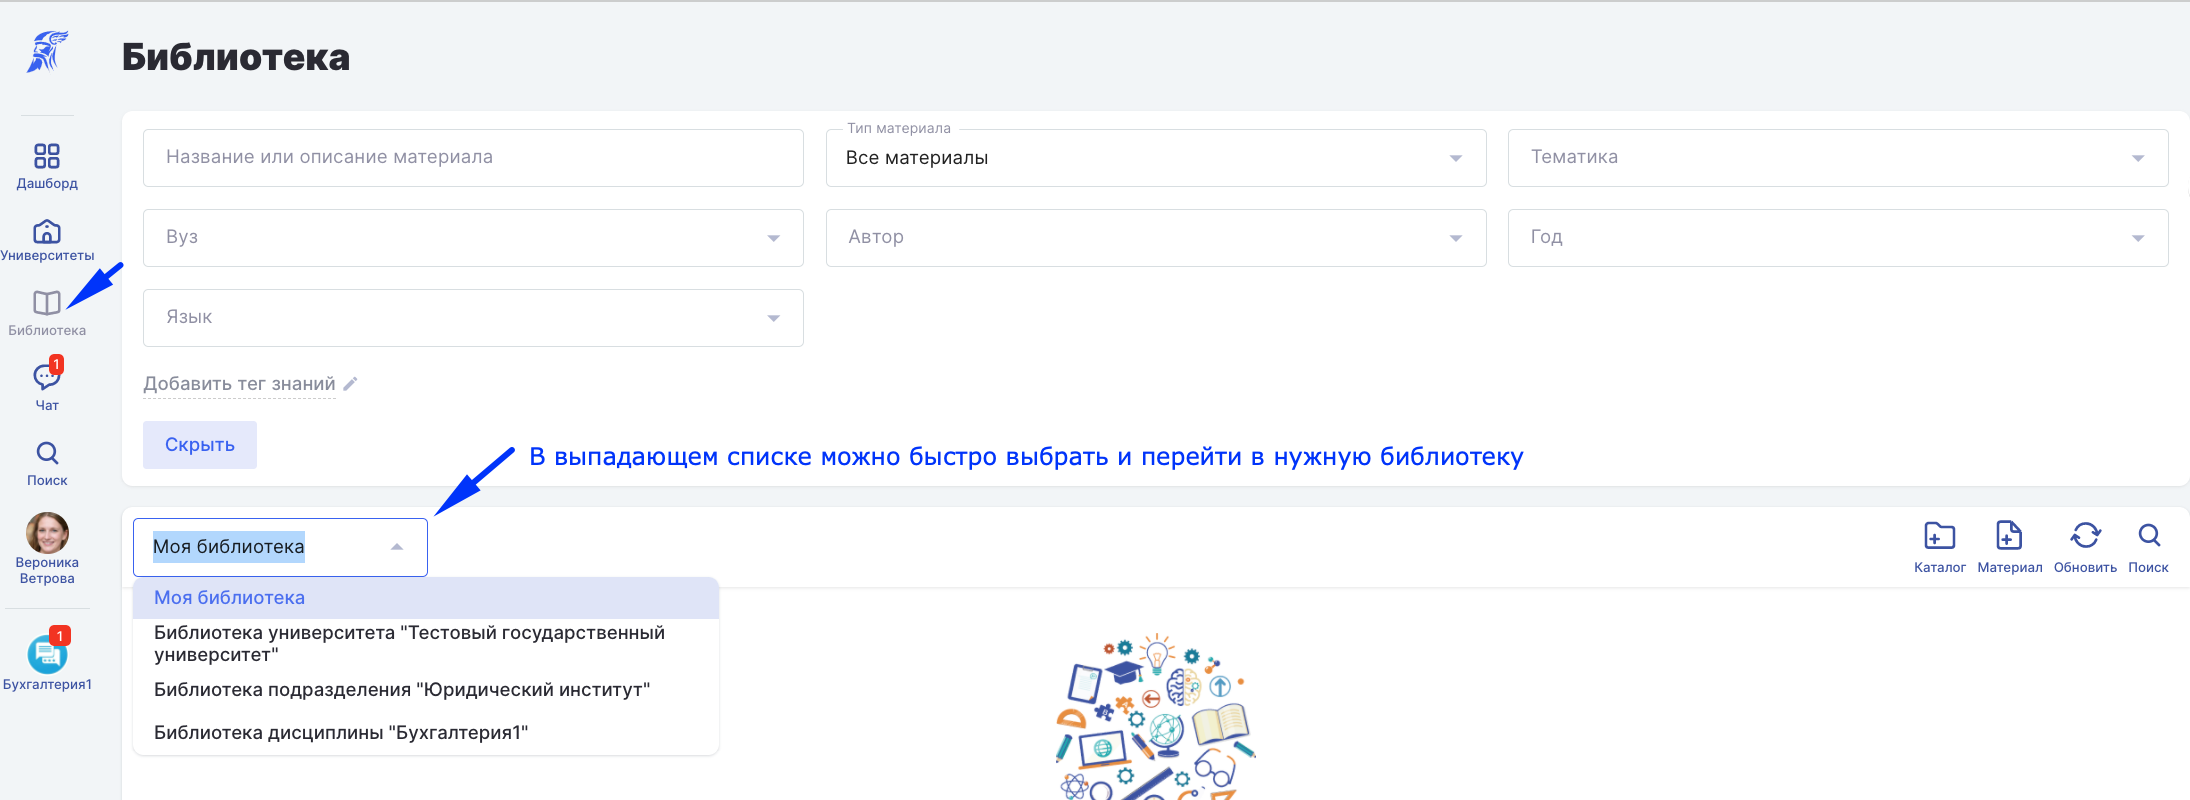 Библиотека
Дашборд
Университеты
Библиотека
1
Чат
Поиск
Вероника
Ветрова
1
Бухгалтерия1
Название или описание материала
Тип материала
Все материалы
Тематика
Вуз
Автор
Год
Язык
Добавить тег знаний
Скрыть
В выпадающем списке можно быстро выбрать и перейти в нужную библиотеку
Моя библиотека
Каталог
Материал
Обновить
Поиск
Моя библиотека
Библиотека университета "Тестовый государственный
университет"
Библиотека подразделения "Юридический институт"
Библиотека дисциплины "Бухгалтерия1"